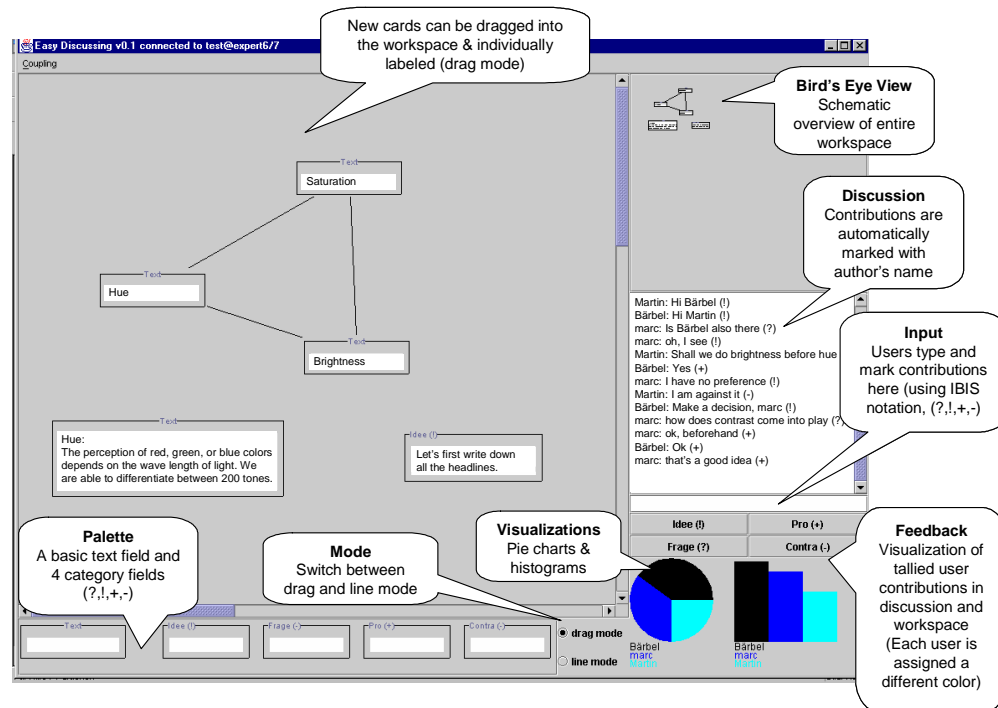 Easy Discussing v0.1 connected to test@expert6/7
Coupling
New cards can be dragged into
the workspace & individually
labeled (drag mode)
Bird's Eye View
Schematic
overview of entire
workspace
Text
Saturation
Text
Hue
Text
Brightness
Text
Hue:
The perception of red, green, or blue colors
depends on the wave length of light. We
are able to differentiate between 200 tones.
Idee (!)
Let's first write down
all the headlines.
Discussion
Contributions are
automatically
marked with
author's name
Martin: Hi Bärbel (!)
Bärbel: Hi Martin (!)
marc: Is Bärbel also there (?)
marc: oh, I see (!)
Martin: Shall we do brightness before hue
Bärbel: Yes (+)
marc: I have no preference (!)
Martin: I am against it (-)
Bärbel: Make a decision, marc (!)
marc: how does contrast come into play (?)
marc: ok, beforehand (+)
Bärbel: Ok (+)
marc: that's a good idea (+)
Input
Users type and
mark contributions
here (using IBIS
notation, (?,!,+,-)
Idee (!)
Pro (+)
Frage (?)
Contra (-)
Palette
A basic text field and
4 category fields
(?,!,+,-)
Mode
Switch between
drag and line mode
Visualizations
Pie charts &
histograms
Feedback
Visualization of
tallied user
contributions in
discussion and
workspace
(Each user is
assigned a
different color)
Text
Idee (!)
Frage (-)
Pro (+)
Contra (-)
drag mode
line mode
Bärbel
marc
Martin
Bärbel
marc
Martin